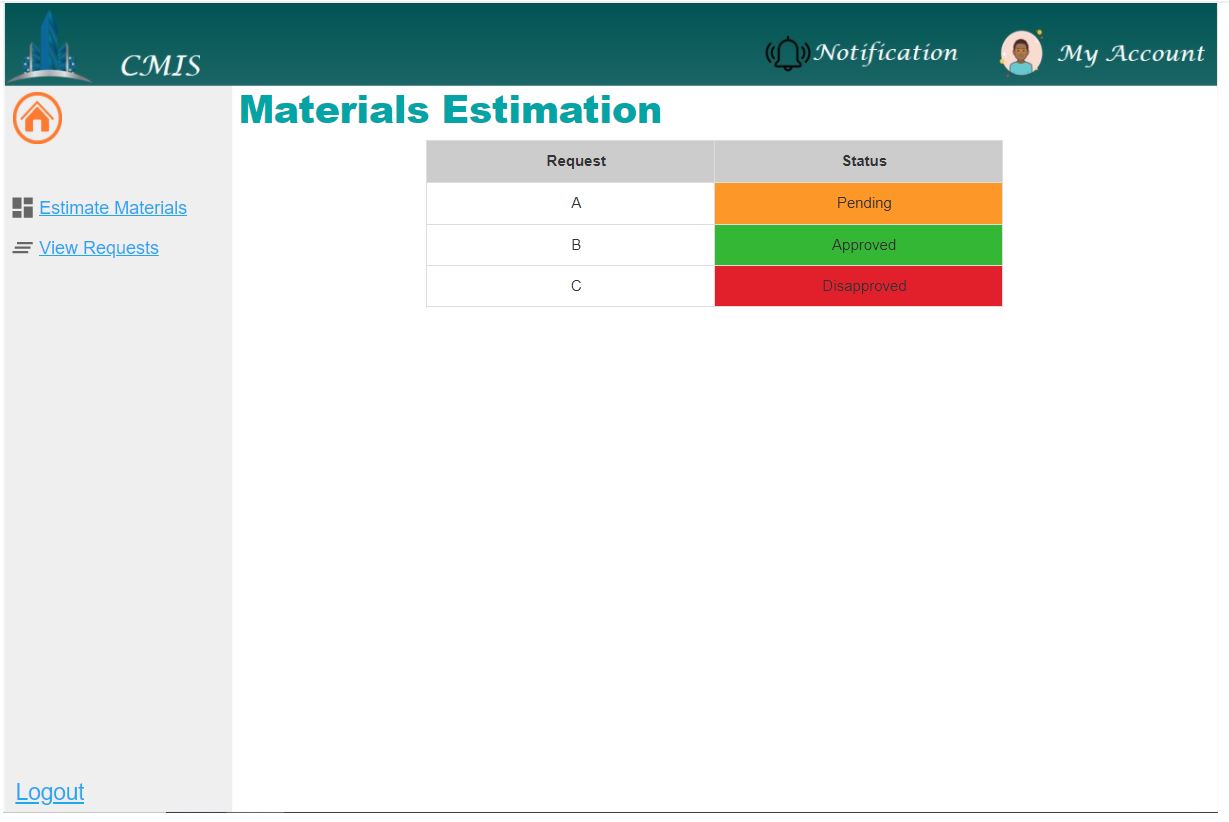 CMIS
Notification
My Account
Materials Estimation
Estimate Materials
View Requests
Request Status
A Pending
B Approved
C Disapproved
Logout